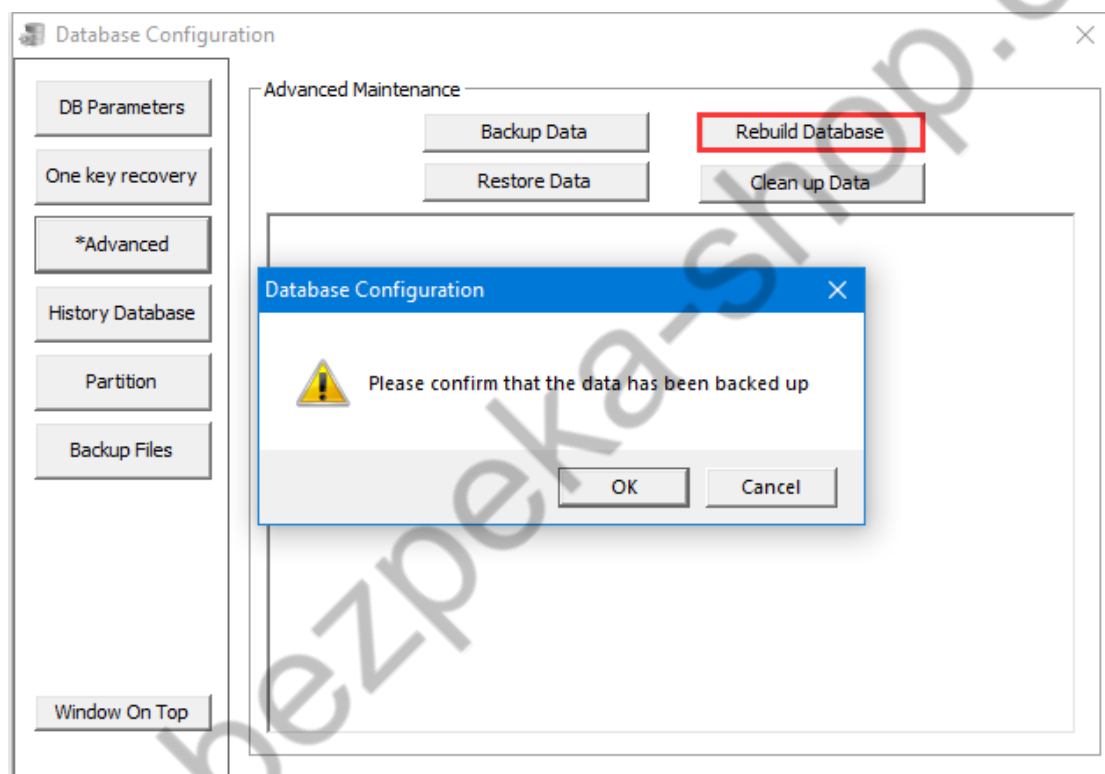 Database Configuration
DB Parameters
One key recovery
*Advanced
History Database
Partition
Backup Files
Window On Top
Advanced Maintenance
Backup Data
Rebuild Database
Restore Data
Clean up Data
Database Configuration
Please confirm that the data has been backed up
OK
Cancel
bezpeka-shop.